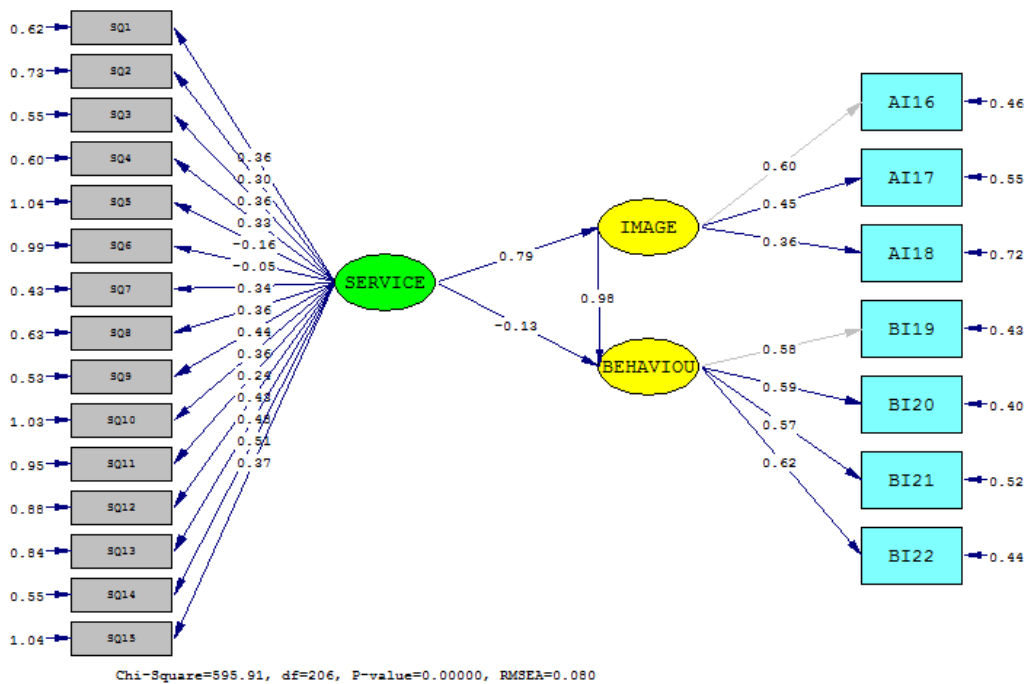 0.62 SQ1
0.73 SQ2
0.55 SQ3
0.60 SQ4
1.04 SQ5
0.99 SQ6
0.43 SQ7
0.63 SQ8
0.53 SQ9
1.03 SQ10
0.95 SQ11
0.88 SQ12
0.84 SQ13
0.55 SQ14
1.04 SQ15
0.36
0.30
0.36
0.33
-0.16
-0.05
0.34
0.36
0.44
0.36
0.24
0.51
0.37
SERVICE
0.79
-0.13
IMAGE
0.98
BEHAVIOU
0.60
0.45
0.36
0.58
0.59
0.57
0.62
AI16 0.46
AI17 0.55
AI18 0.72
BI19 0.43
BI20 0.40
BI21 0.52
BI22 0.44
Chi-Square=595.91, df=206, P-value=0.00000, RMSEA=0.080